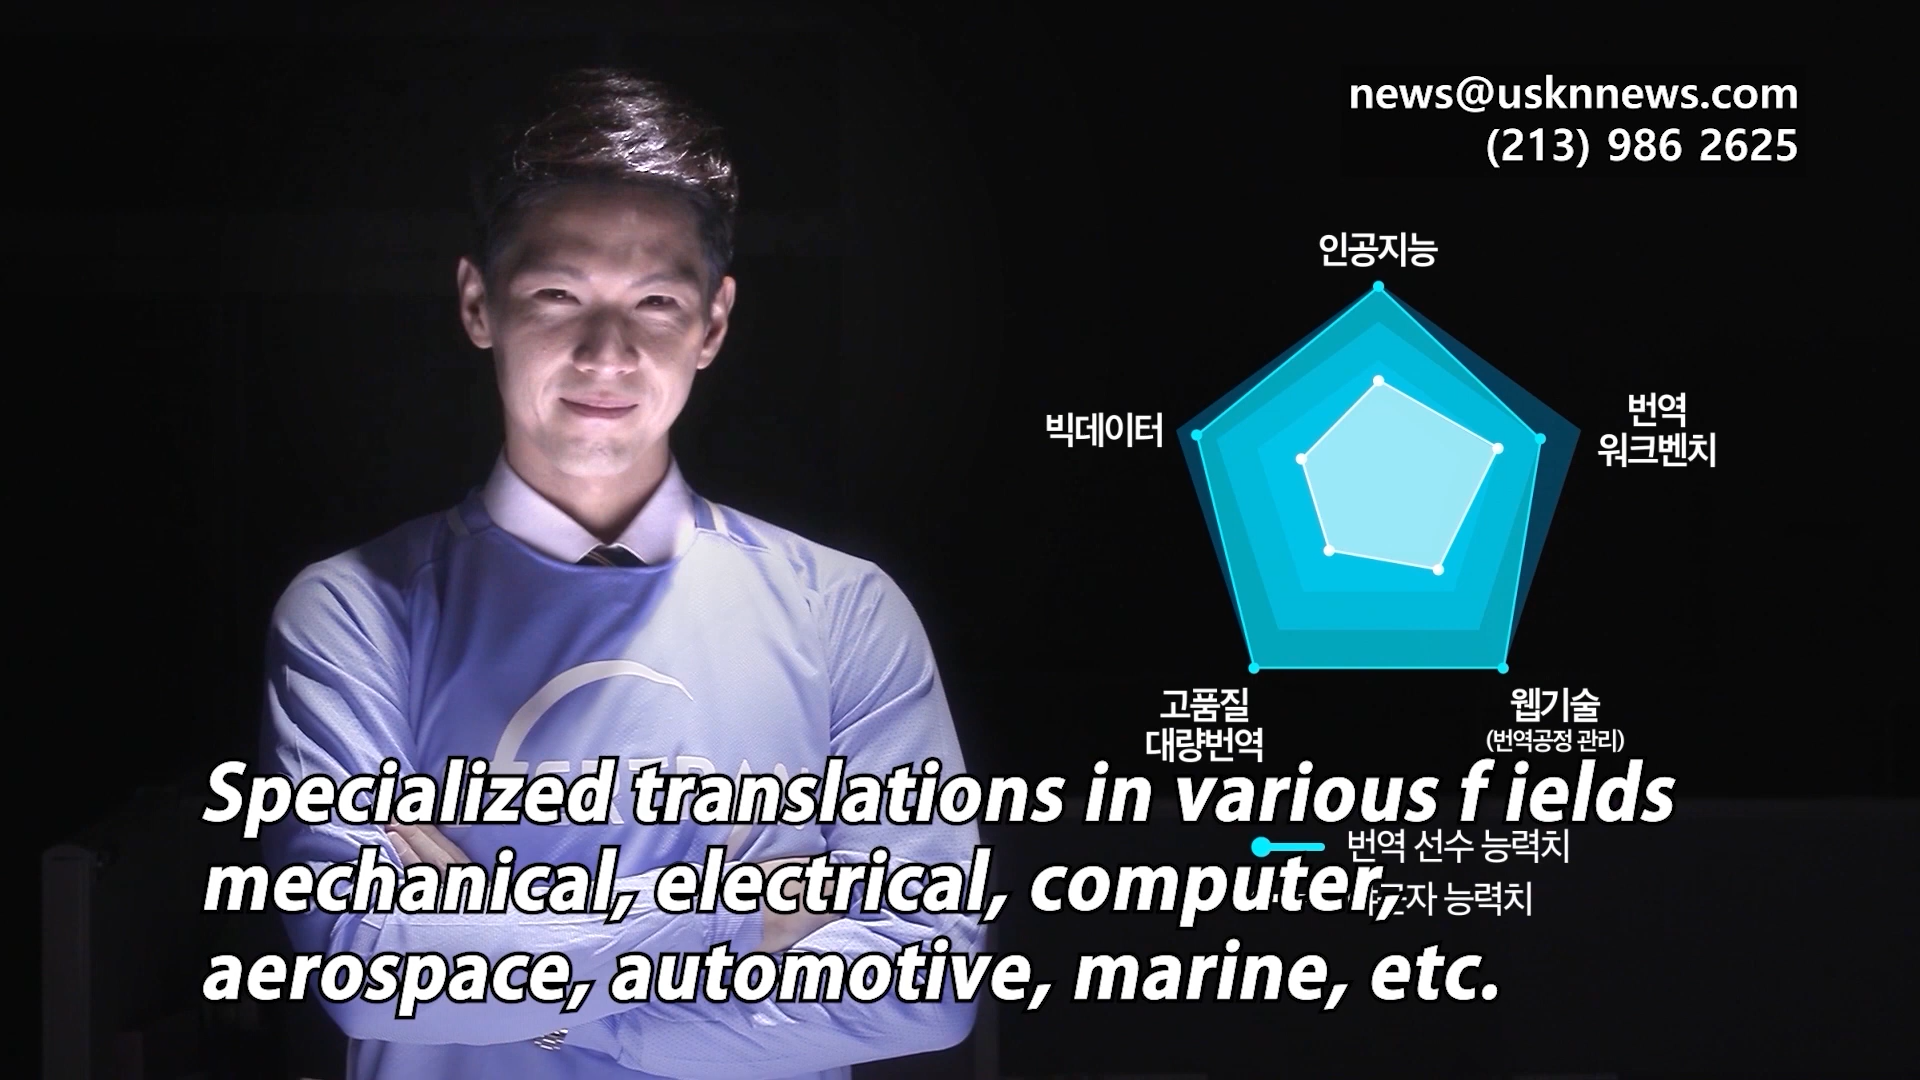 news@usknnews.com
(213) 986 2625
인공지능
빅데이터
번역
워크벤치
고품질
대량번역
웹기술
(번역공정 관리)
Specialized translations in various fields
번역 선수 능력치
mechanical, electrical, computer,
능력치
aerospace, automotive, marine, etc.